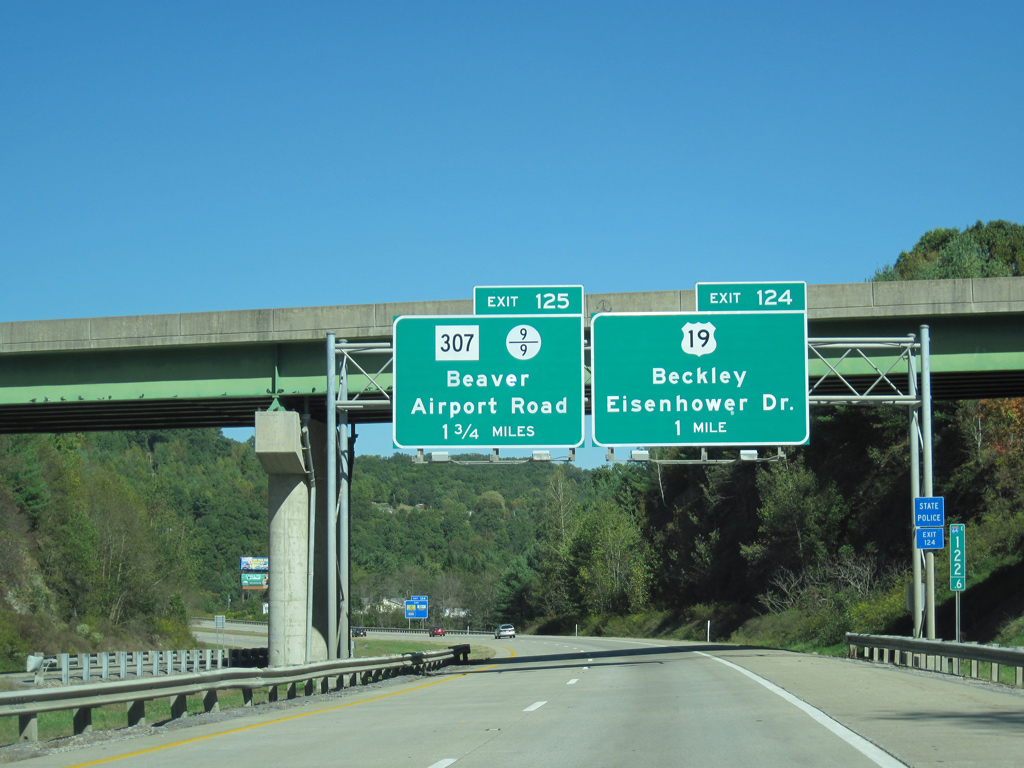 EXIT 125
307
9
9
Beaver
Airport Road
1 3/4 MILES
EXIT 124
19
Beckley
Eisenhower Dr.
1 MILE
STATE
POLICE
EXIT
124
1
2
2
.6